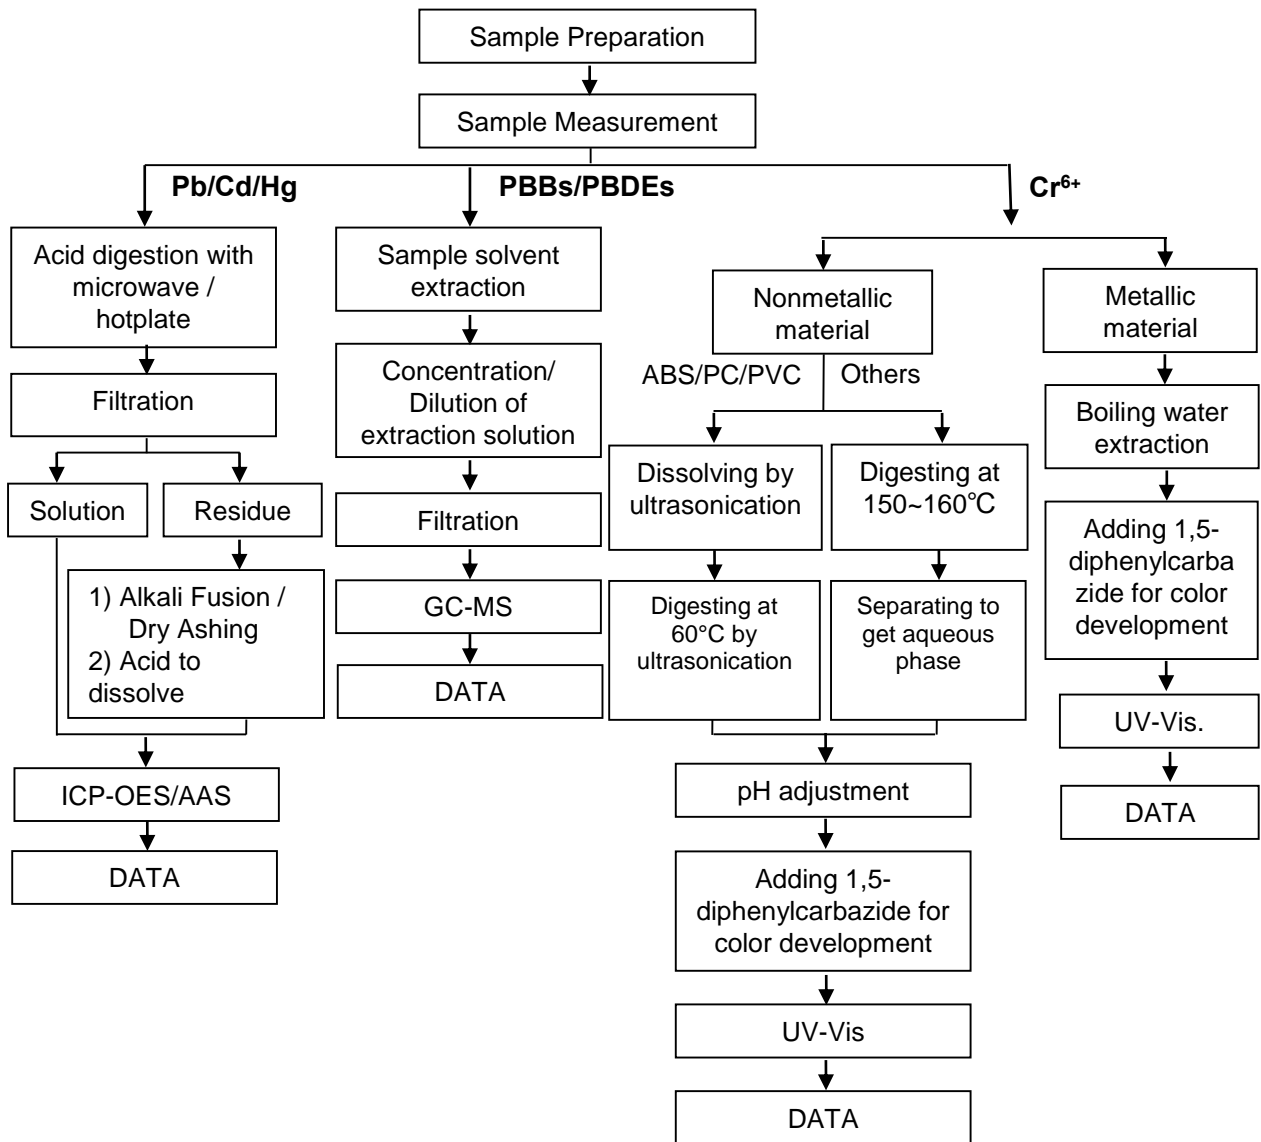 Sample Preparation
Sample Measurement
Pb/Cd/Hg
PBBs/PBDEs
Cr⁶⁺
Acid digestion with
microwave /
hotplate
Filtration
Solution
Residue
1) Alkali Fusion /
Dry Ashing
2) Acid to
dissolve
ICP-OES/AAS
DATA
Sample solvent
extraction
Concentration/
Dilution of
extraction solution
Filtration
GC-MS
DATA
Nonmetallic
material
ABS/PC/PVC
Others
Dissolving by
ultrasonication
Digesting at
60°C by
ultrasonication
Digesting at
150~160℃
Separating to
get aqueous
phase
pH adjustment
Adding 1,5-
diphenylcarbazide for
color development
UV-Vis
DATA
Metallic
material
Boiling water
extraction
Adding 1,5-
diphenylcarba
zide for color
development
UV-Vis.
DATA